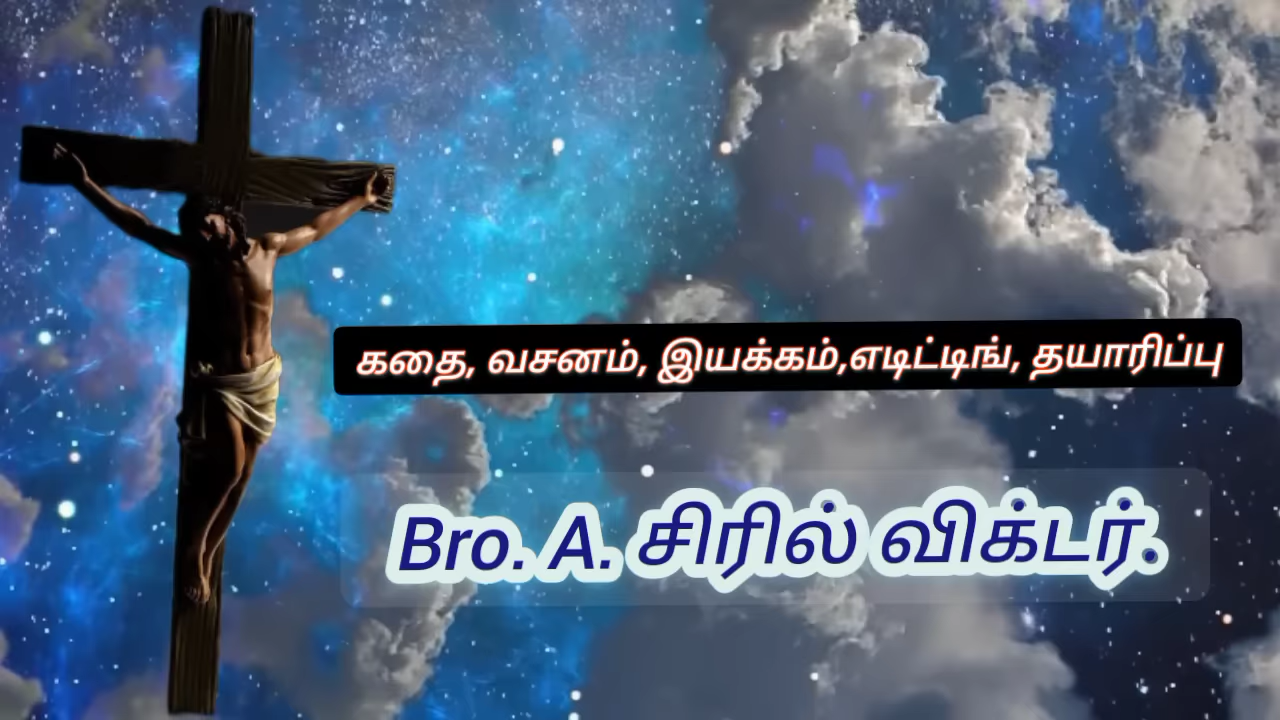 கதை, வசனம், இயக்கம்,எடிட்டிங், தயாரிப்பு
Bro. A. சிரில் விக்டர்.